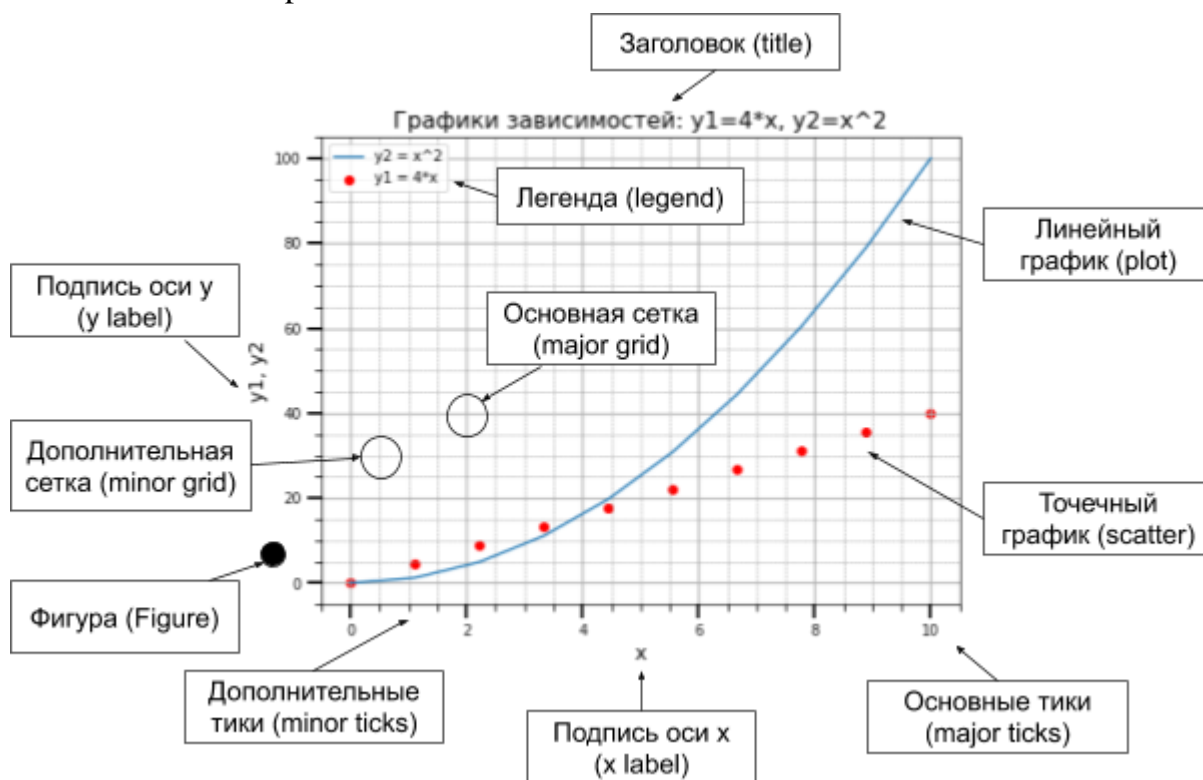 Заголовок (title)
Графики зависимостей: y1=4*x, y2=x^2
100
80
60
40
20
0
y2 = x^2
y1 = 4*x
Легенда (legend)
Линейный
график (plot)
Подпись оси y
(y label)
Основная сетка
(major grid)
y1, y2
Дополнительная
сетка (minor grid)
Точечный
график (scatter)
Фигура (Figure)
0
2
4
6
8
10
x
Дополнительные
тики (minor ticks)
Подпись оси x
(x label)
Основные тики
(major ticks)